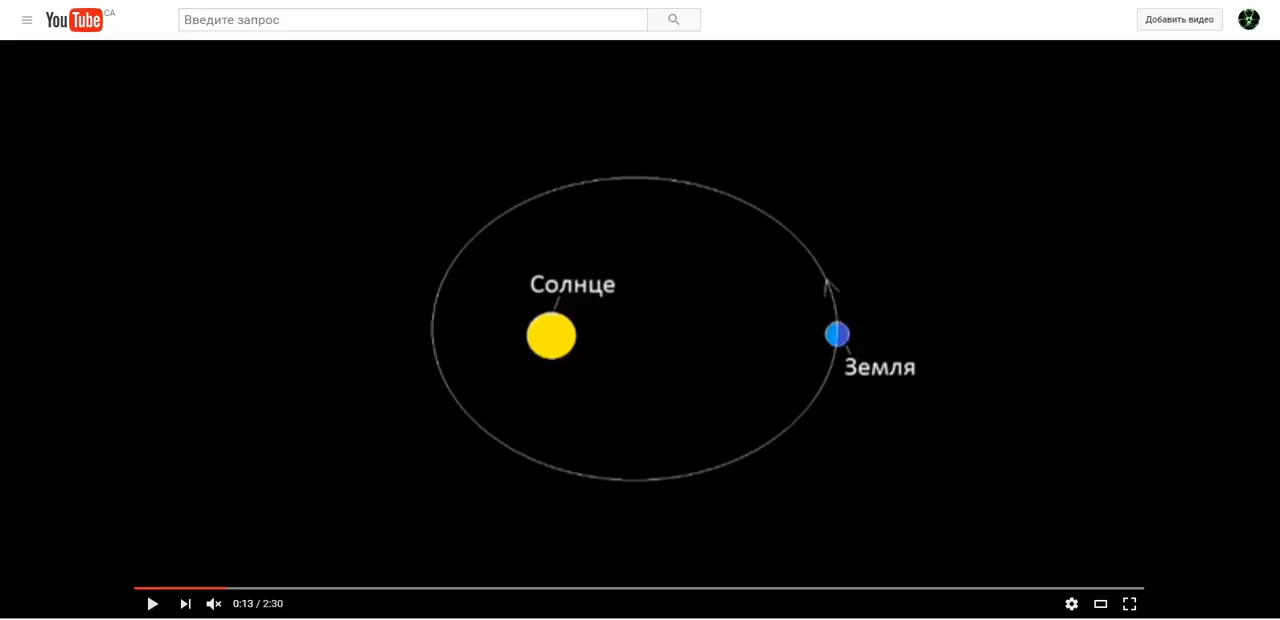 YouTube CA
Введите запрос
Добавить видео
Солнце
Земля
0:13 / 2:30